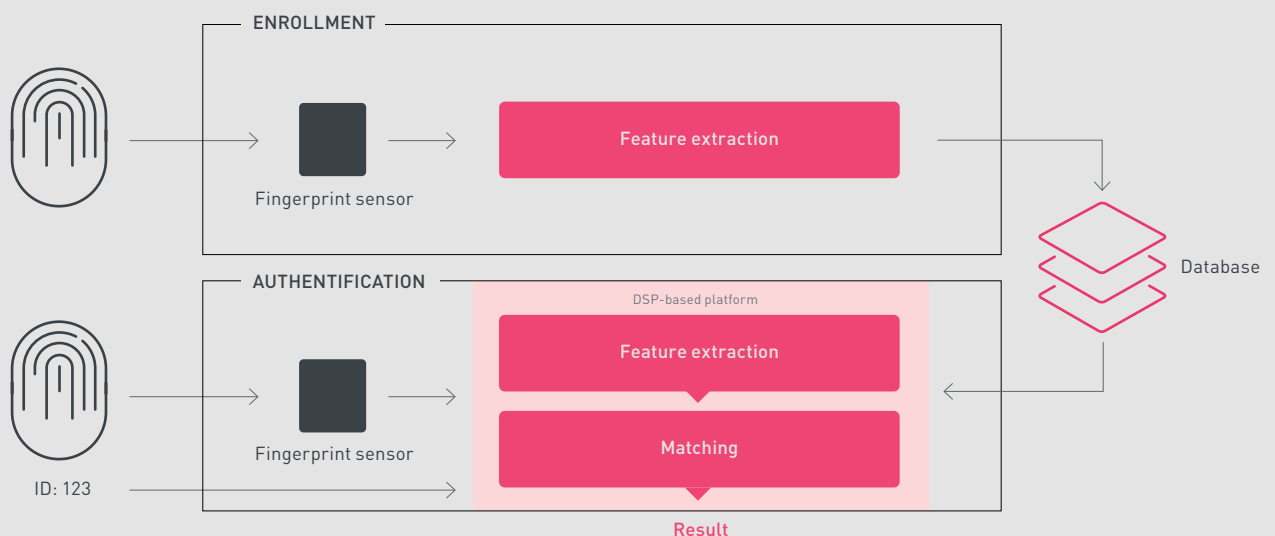 ENROLLMENT
Feature extraction
Fingerprint sensor
Database
AUTHENTIFICATION
DSP-based platform
Feature extraction
Fingerprint sensor
Matching
ID: 123
Result